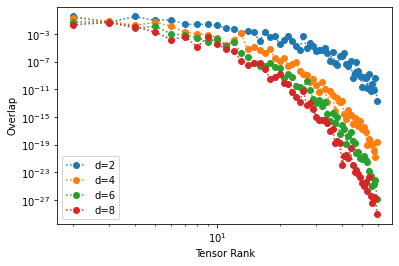 10⁻³
10⁻⁷
10⁻¹¹
10⁻¹⁵
10⁻¹⁹
10⁻²³
10⁻²⁷
Overlap
d=2
d=4
d=6
d=8
10¹
Tensor Rank